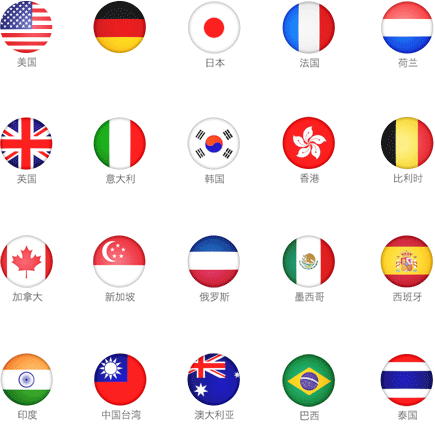 美国
日本
法国
荷兰
英国
意大利
韩国
香港
比利时
加拿大
新加坡
俄罗斯
墨西哥
西班牙
印度
中国台湾
澳大利亚
巴西
泰国